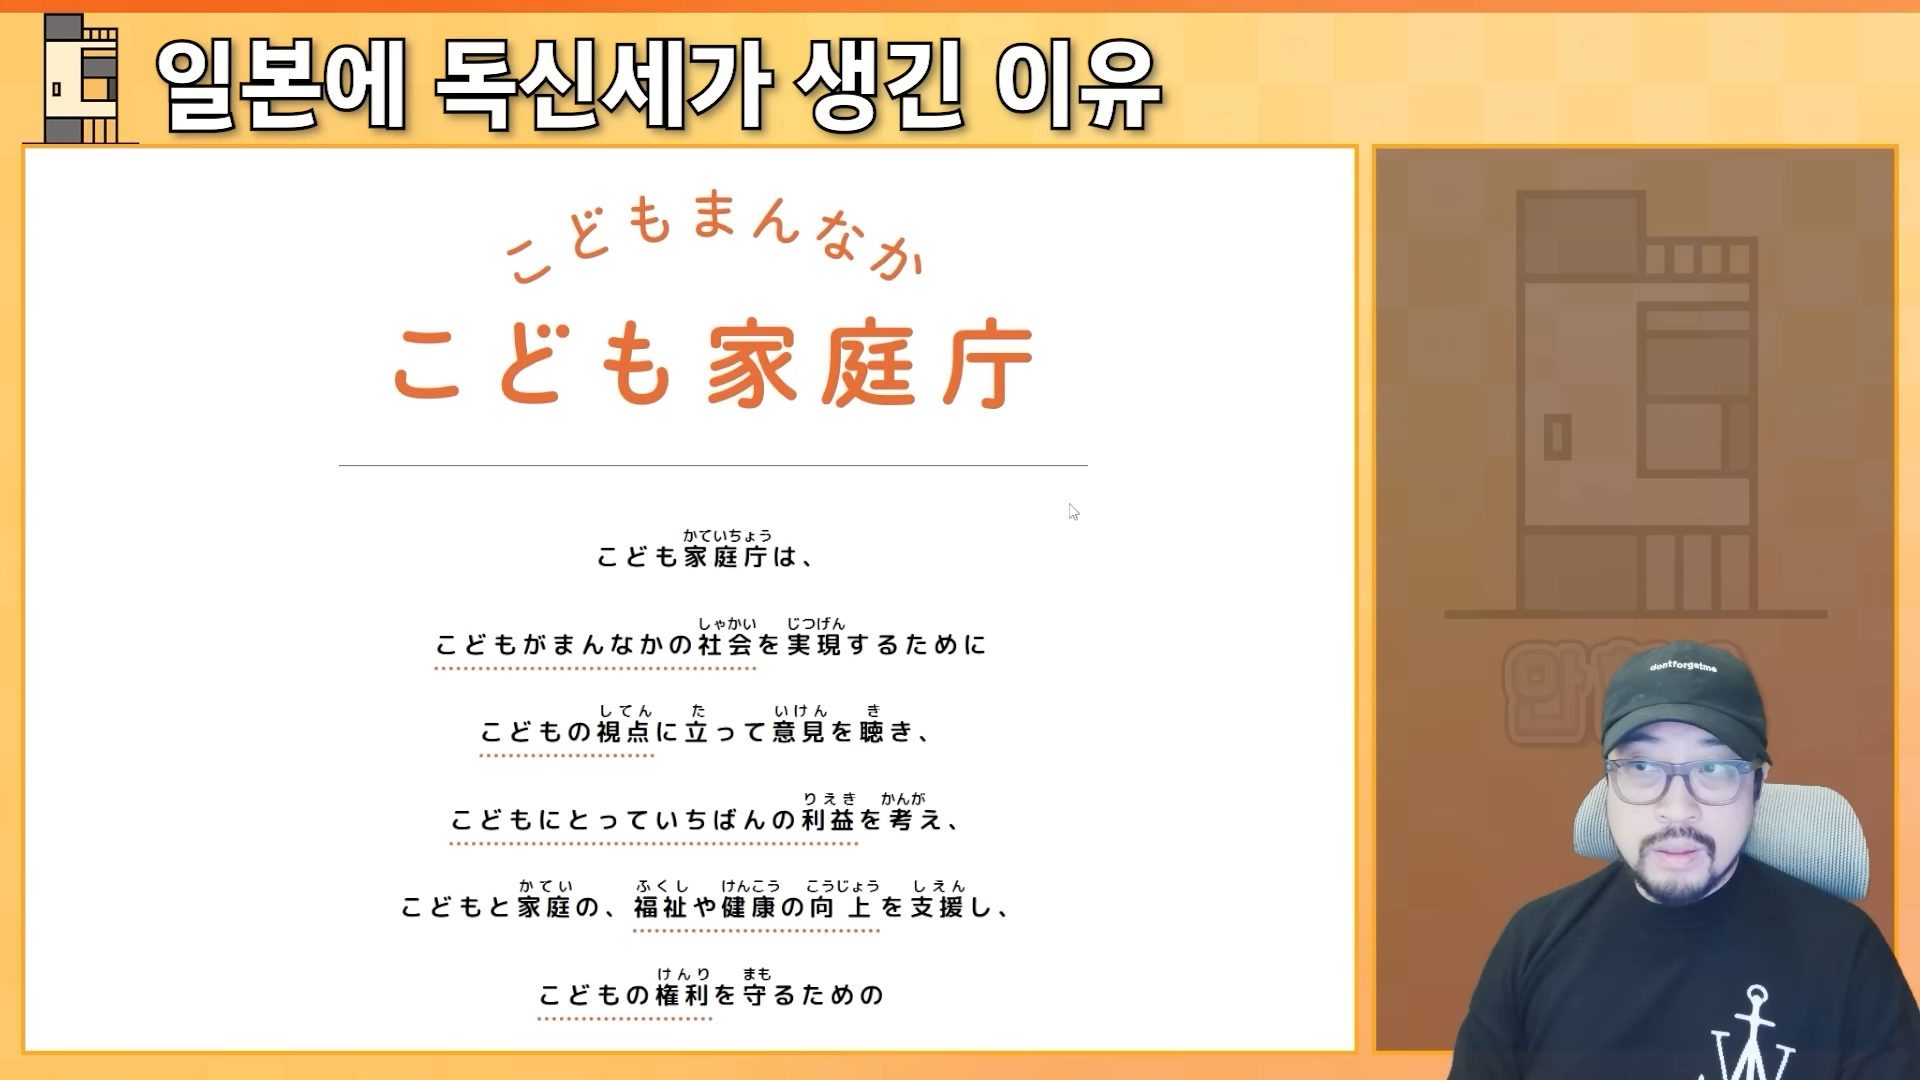 일본에 독신세가 생긴 이유
こどもまんなか
こども家庭庁
かていちょう
こども家庭庁は、
しゃかい じつげん
こどもがまんなかの社会を実現するために
してん た いけん き
こどもの視点に立って意見を聴き、
りえき かんが
こどもにとっていちばんの利益を考え、
かてい ふくし けんこう こうじょう しえん
こどもと家庭の、福祉や健康の向上を支援し、
けんり まも
こどもの権利を守るための
dontforgetme